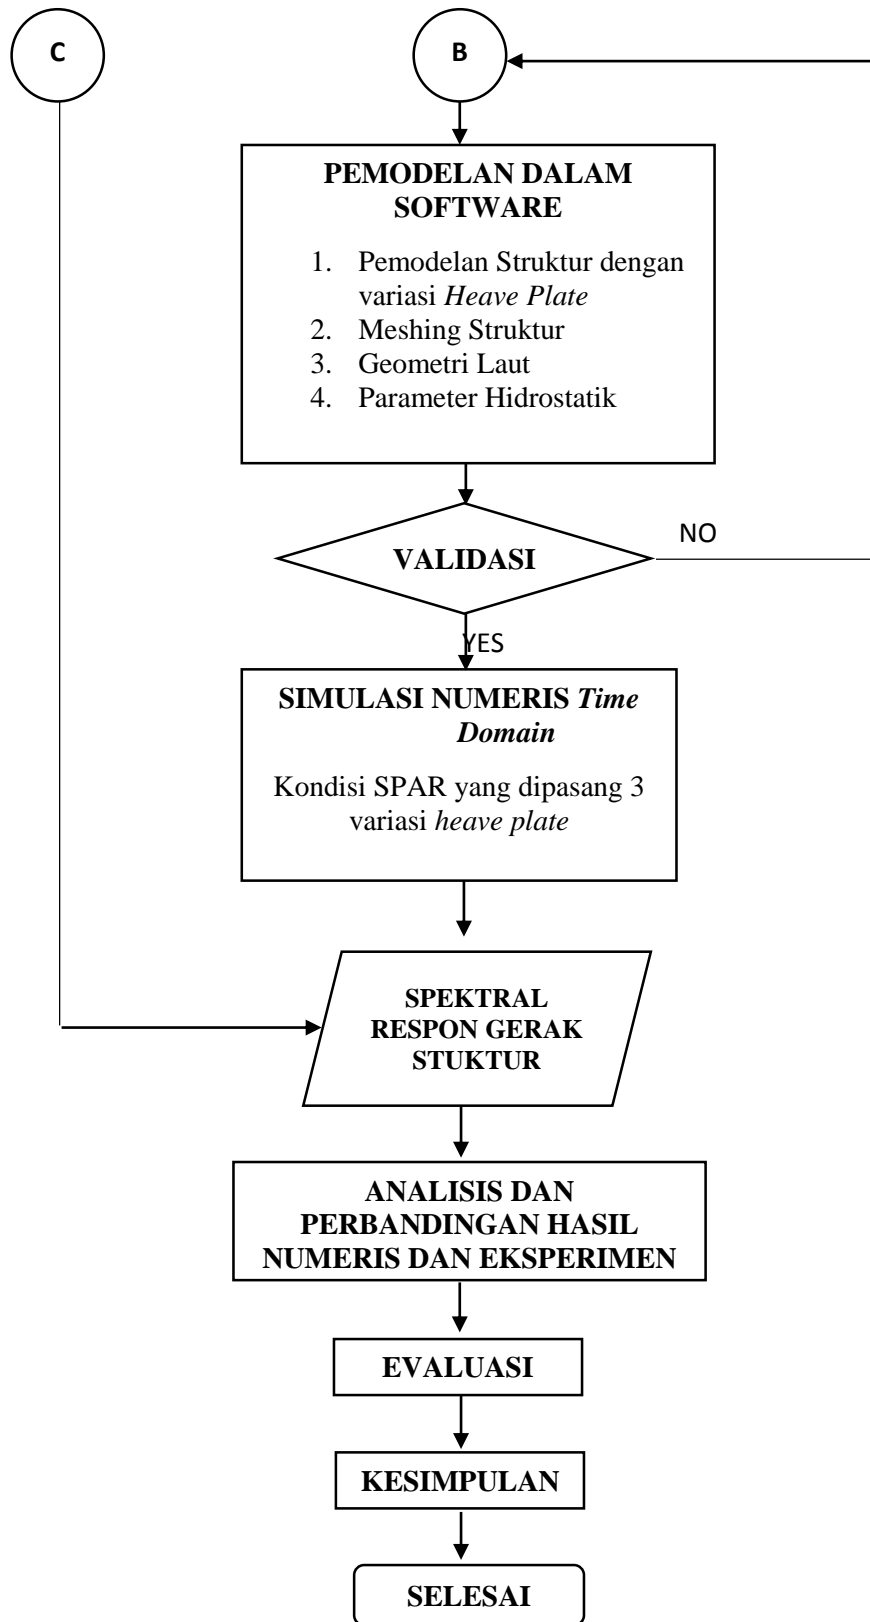 C
B
PEMODELAN DALAM
SOFTWARE
1. Pemodelan Struktur dengan
variasi Heave Plate
2. Meshing Struktur
3. Geometri Laut
4. Parameter Hidrostatik
VALIDASI
NO
YES
SIMULASI NUMERIS Time
Domain
Kondisi SPAR yang dipasang 3
variasi heave plate
SPEKTRAL
RESPON GERAK
STUKTUR
ANALISIS DAN
PERBANDINGAN HASIL
NUMERIS DAN EKSPERIMEN
EVALUASI
KESIMPULAN
SELESAI